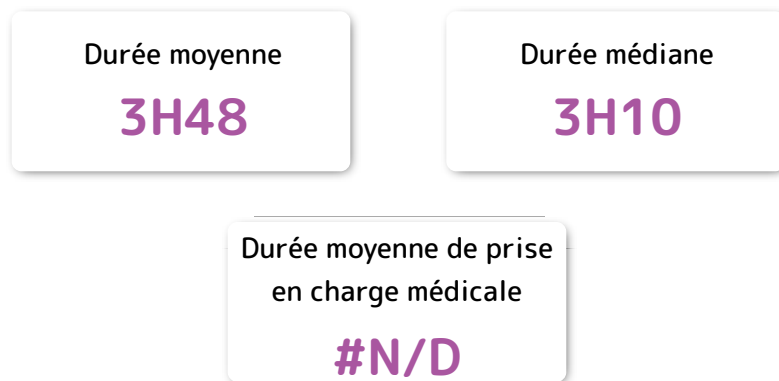 Durée moyenne
3H48
Durée médiane
3H10
Durée moyenne de prise
en charge médicale
#N/D